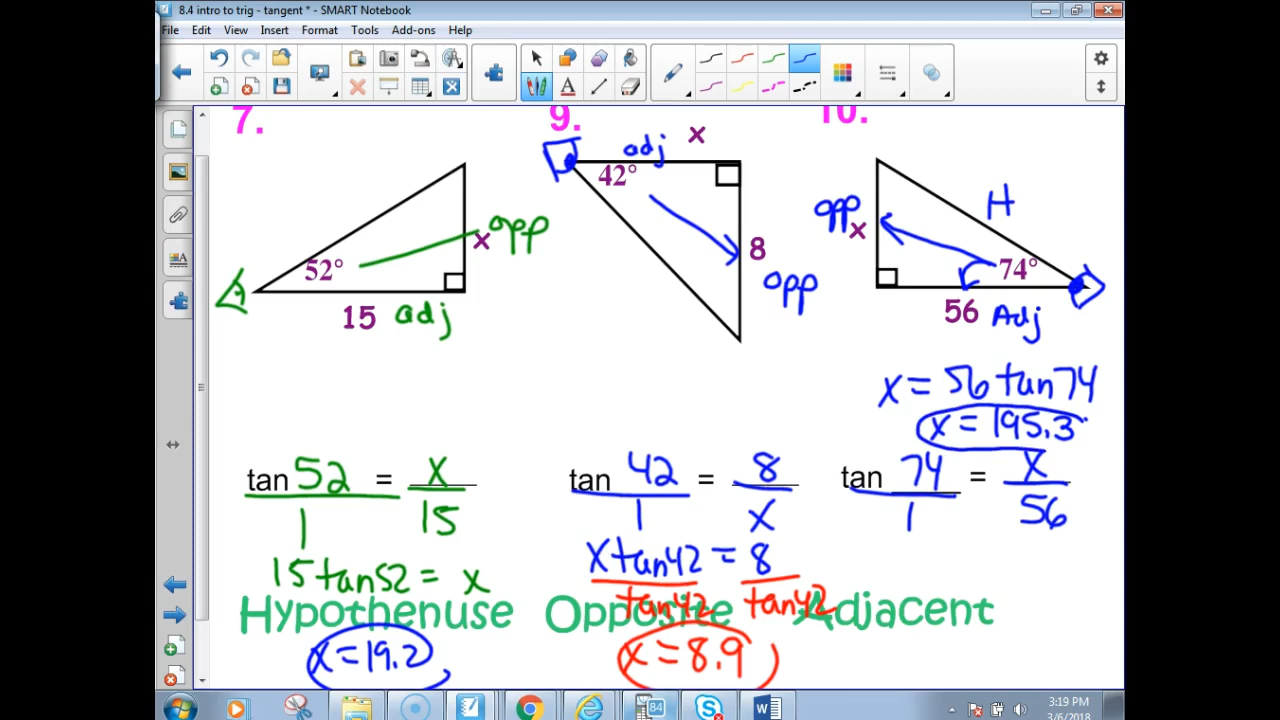 8.4 intro to trig - tangent * - SMART Notebook
File Edit View Insert Format Tools Add-ons Help
7.
52°
x
opp
15
adj
9.
adj
x
42°
8
opp
10.
H
opp
x
74°
56
Adj
x = 56 tan 74
x = 195.3
tan 52 / 1 = x / 15
15 tan 52 = x
x = 19.2
tan 42 / 1 = 8 / x
x tan 42 = 8
tan 42 tan 42
x = 8.9
tan 74 / 1 = x / 56
Hypothenuse Opposite Adjacent
84
3:19 PM
3/6/2018